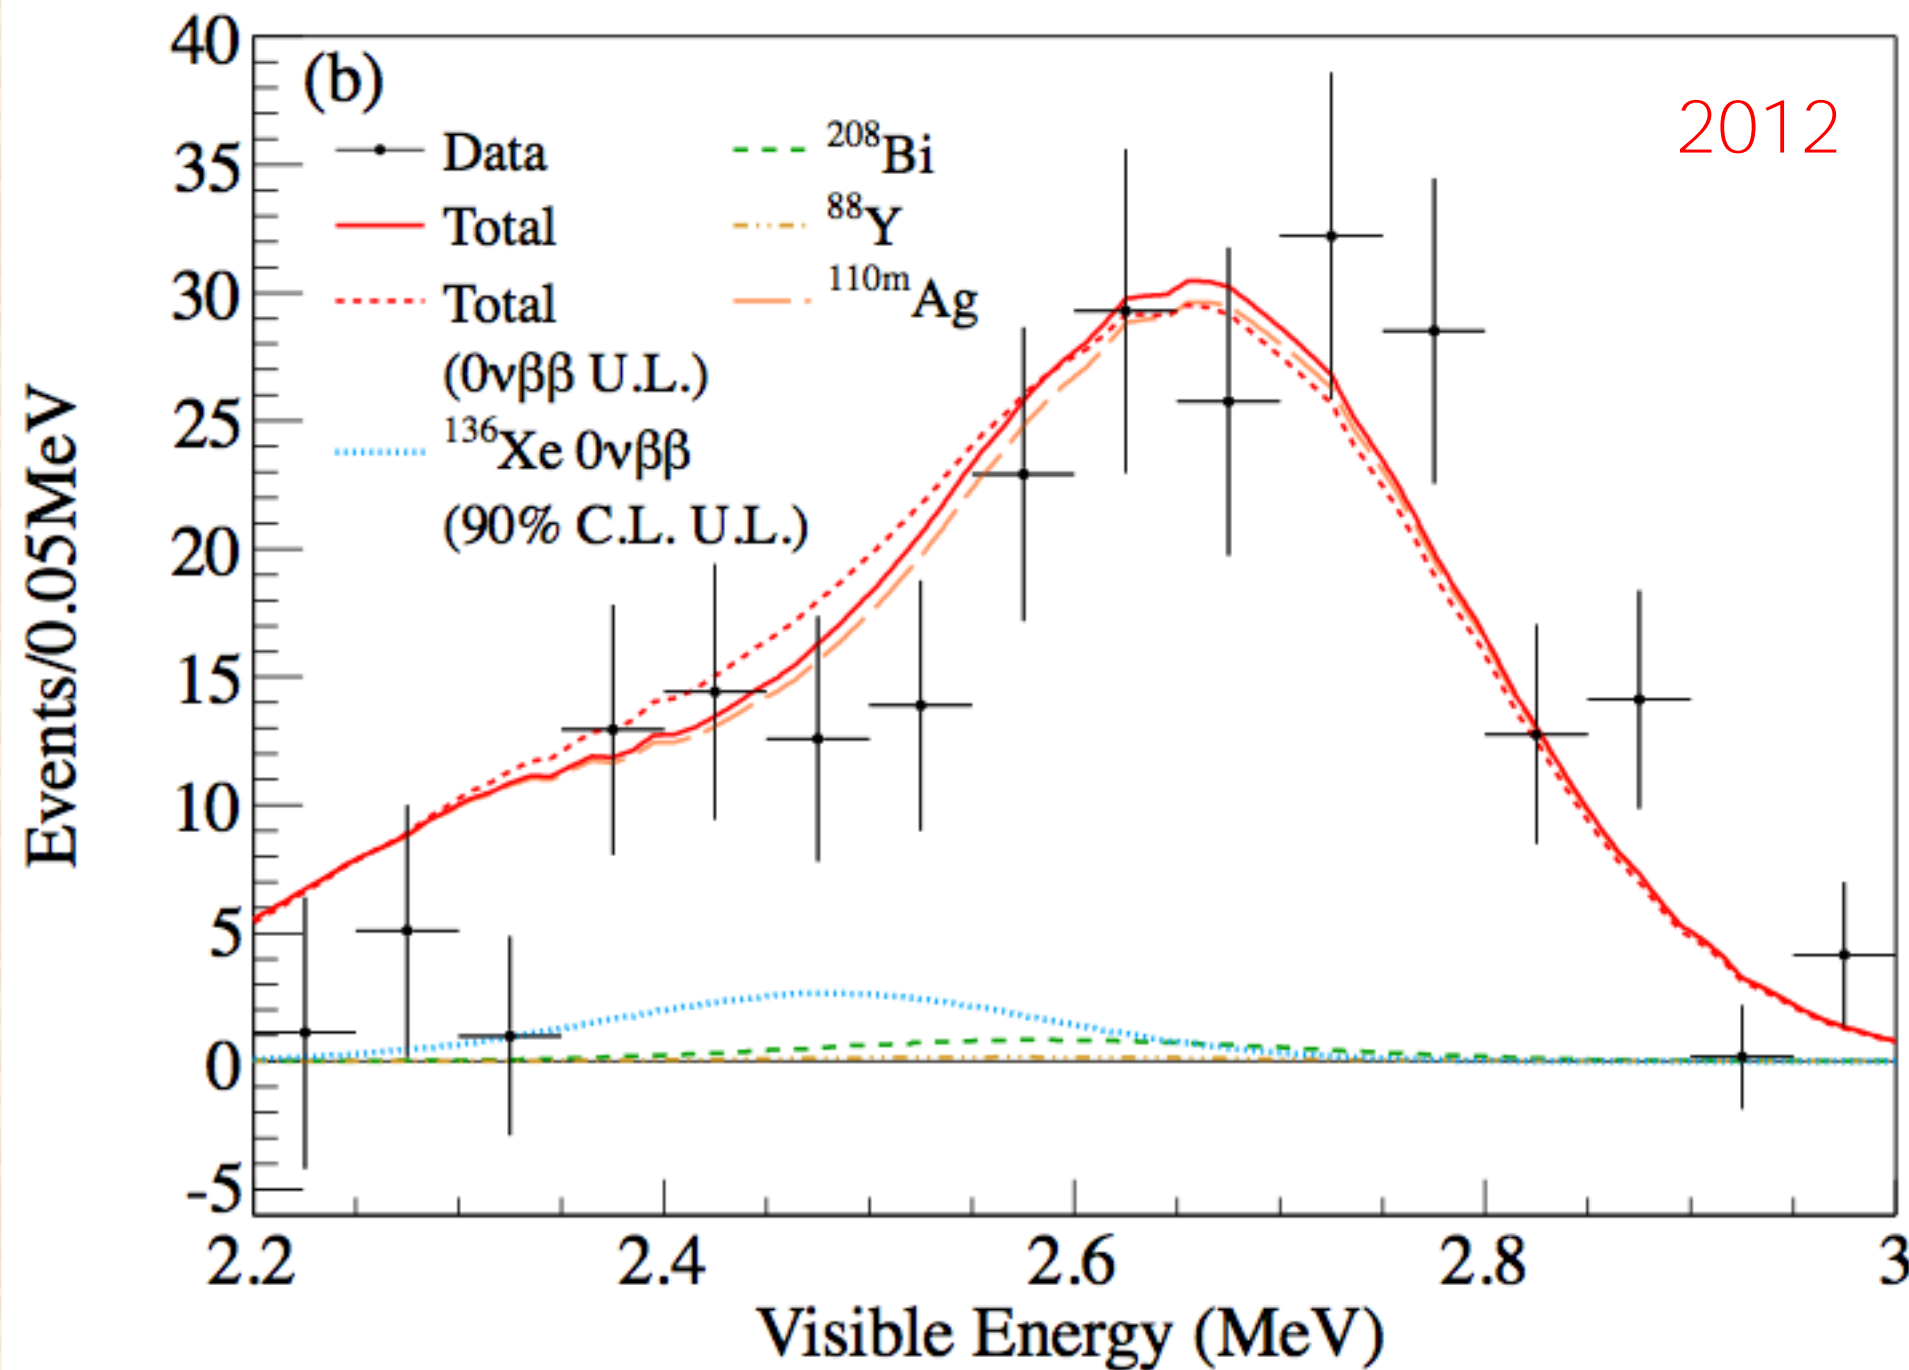 (b)
2012
Data
Total
Total
(0νββ U.L.)
¹³⁶Xe 0νββ
(90% C.L. U.L.)
²⁰⁸Bi
⁸⁸Y
¹¹⁰ᵐAg
Events/0.05MeV
40
35
30
25
20
15
10
5
0
-5
2.2 2.4 2.6 2.8 3
Visible Energy (MeV)